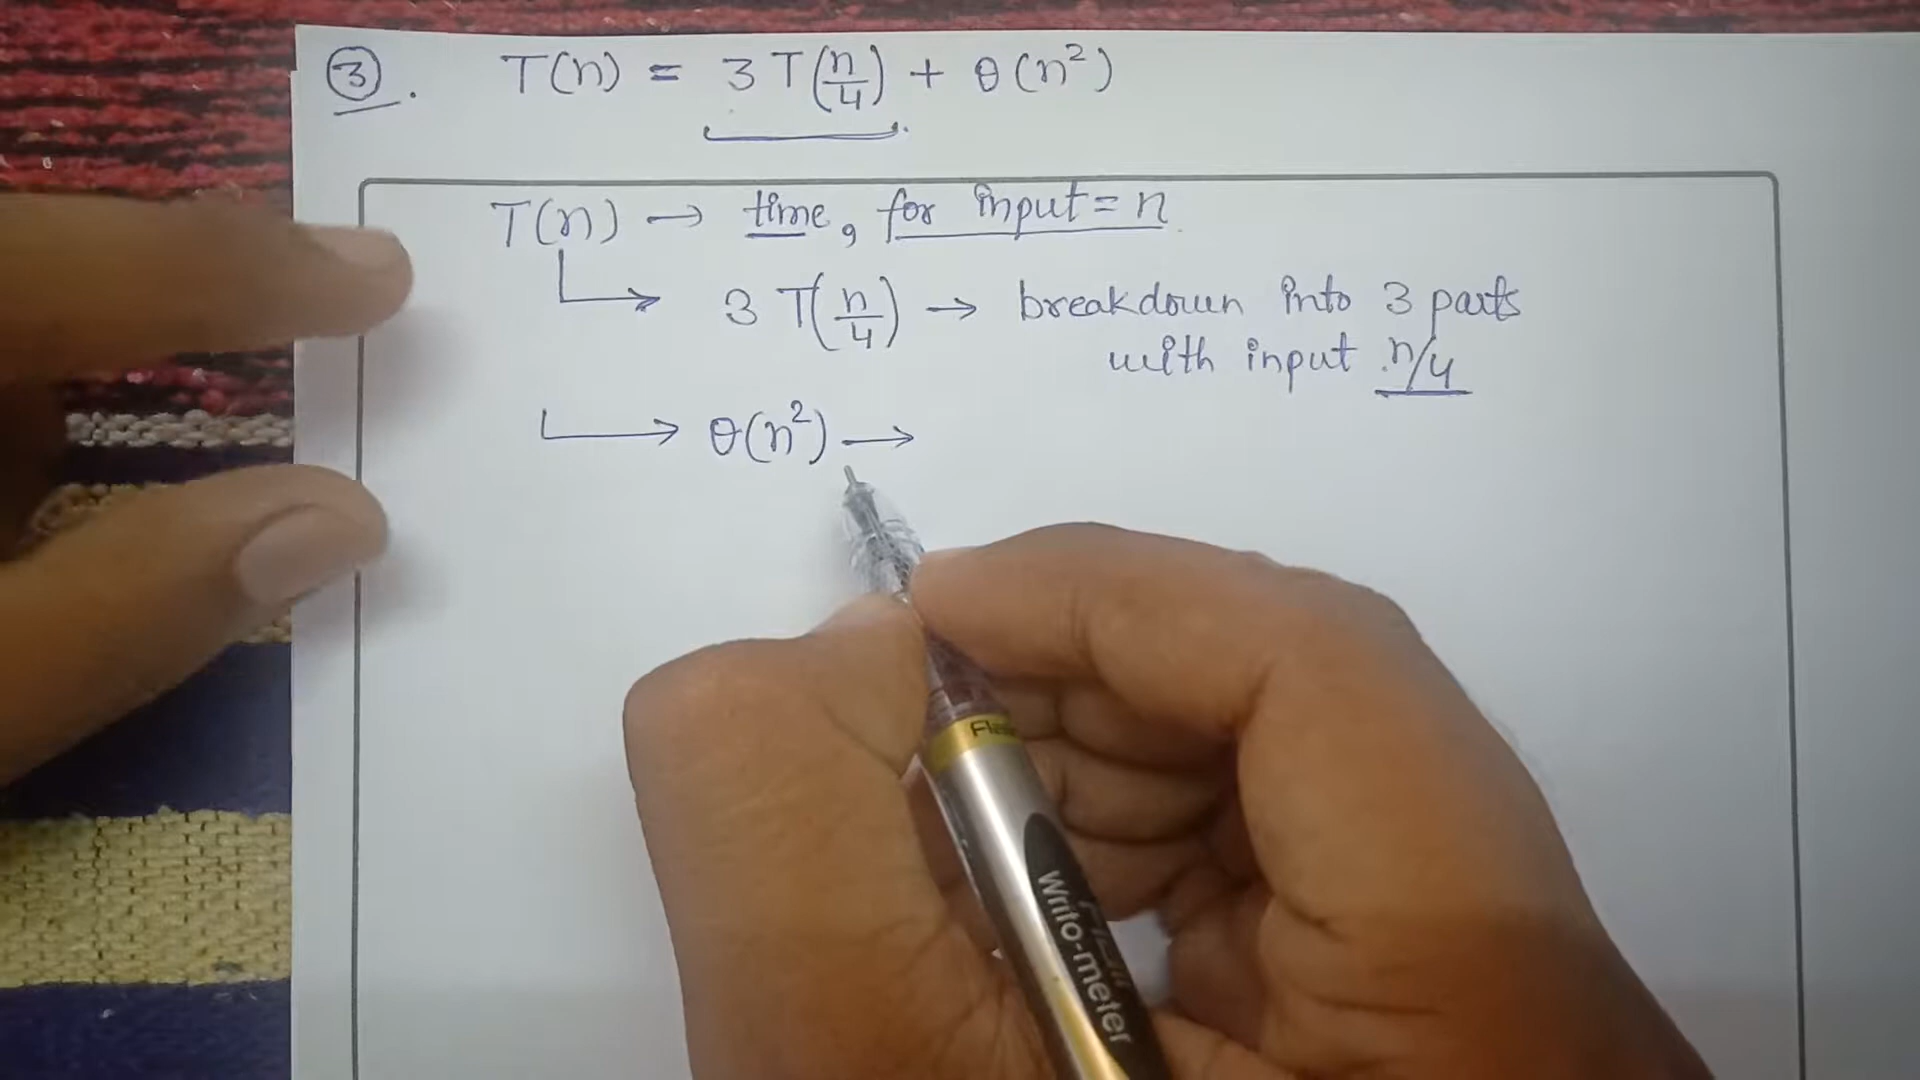 ③. T(n) = 3T(n/4) + θ(n²)
T(n) → time, for input = n
3T(n/4) → breakdown into 3 parts
with input n/4
θ(n²) →
Writo-meter